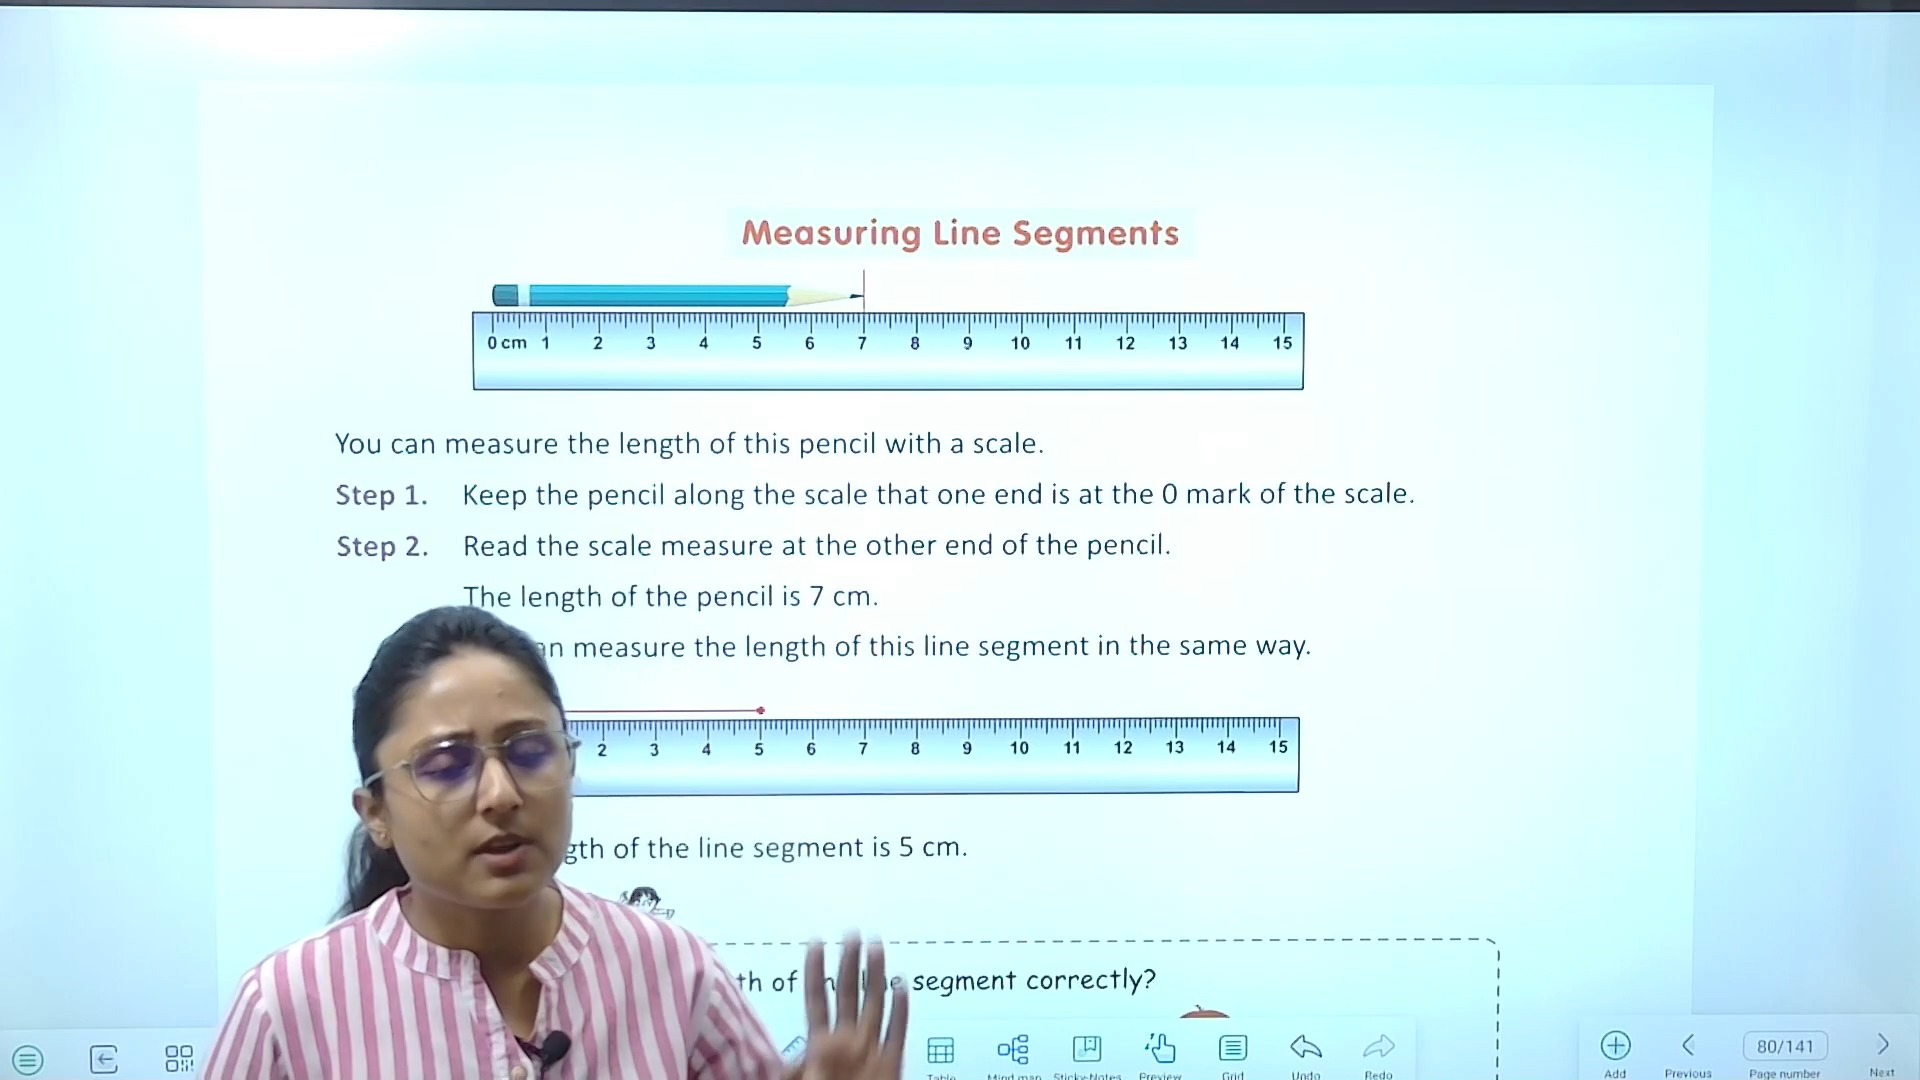 Measuring Line Segments
0 cm 1 2 3 4 5 6 7 8 9 10 11 12 13 14 15
You can measure the length of this pencil with a scale.
Step 1. Keep the pencil along the scale that one end is at the 0 mark of the scale.
Step 2. Read the scale measure at the other end of the pencil.
The length of the pencil is 7 cm.
measure the length of this line segment in the same way.
2 3 4 5 6 7 8 9 10 11 12 13 14 15
of the line segment is 5 cm.
of segment correctly?
Table Mind map Sticky-Notes Preview Grid Undo Redo
80/141
Add Previous Page number Next